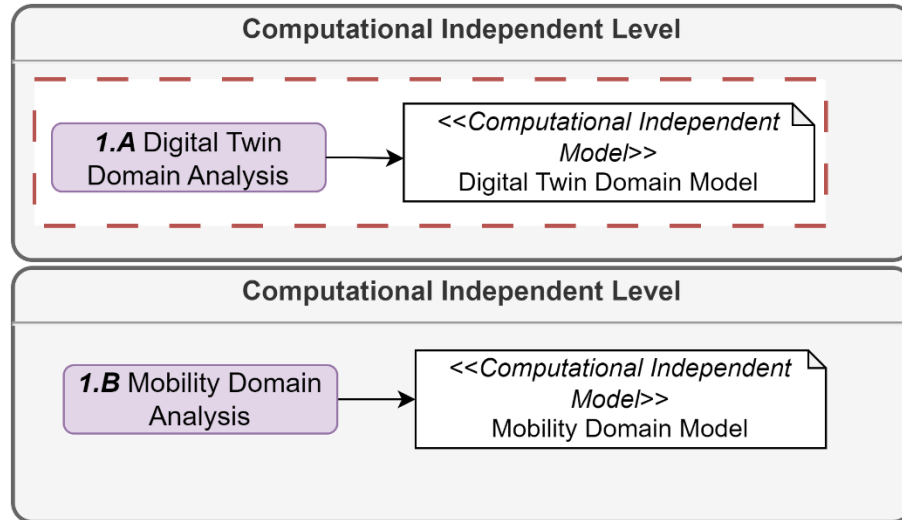 Computational Independent Level
1.A Digital Twin
Domain Analysis
<<Computational Independent
Model>>
Digital Twin Domain Model
Computational Independent Level
1.B Mobility Domain
Analysis
<<Computational Independent
Model>>
Mobility Domain Model